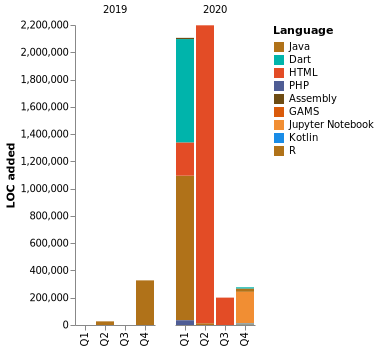 2019
2020
2,200,000
2,000,000
1,800,000
1,600,000
1,400,000
1,200,000
1,000,000
800,000
600,000
400,000
200,000
0
LOC added
Q1
Q2
Q3
Q4
Q1
Q2
Q3
Q4
Language
Java
Dart
HTML
PHP
Assembly
GAMS
Jupyter Notebook
Kotlin
R